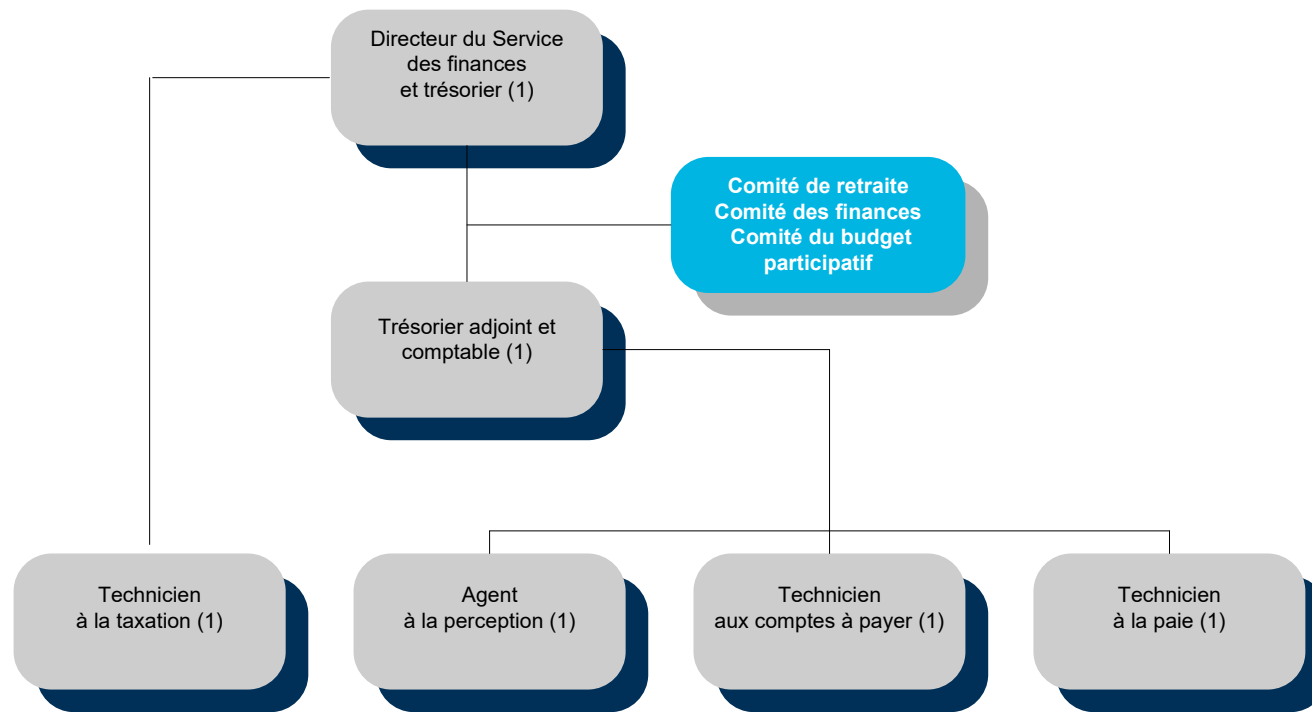 Directeur du Service
des finances
et trésorier (1)
Comité de retraite
Comité des finances
Comité du budget
participatif
Trésorier adjoint et
comptable (1)
Technicien
à la taxation (1)
Agent
à la perception (1)
Technicien
aux comptes à payer (1)
Technicien
à la paie (1)